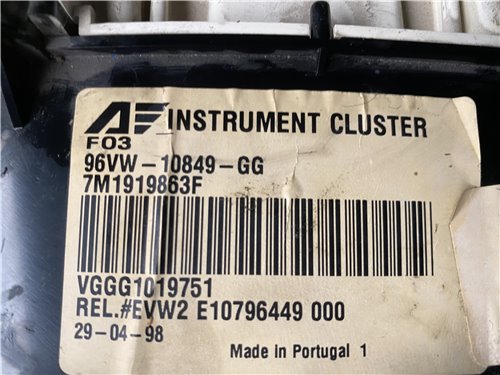 AF INSTRUMENT CLUSTER
F03
96VW-10849-GG
7M1919863F
VGGG1019751
REL.#EVW2 E10796449 000
29-04-98
Made in Portugal 1